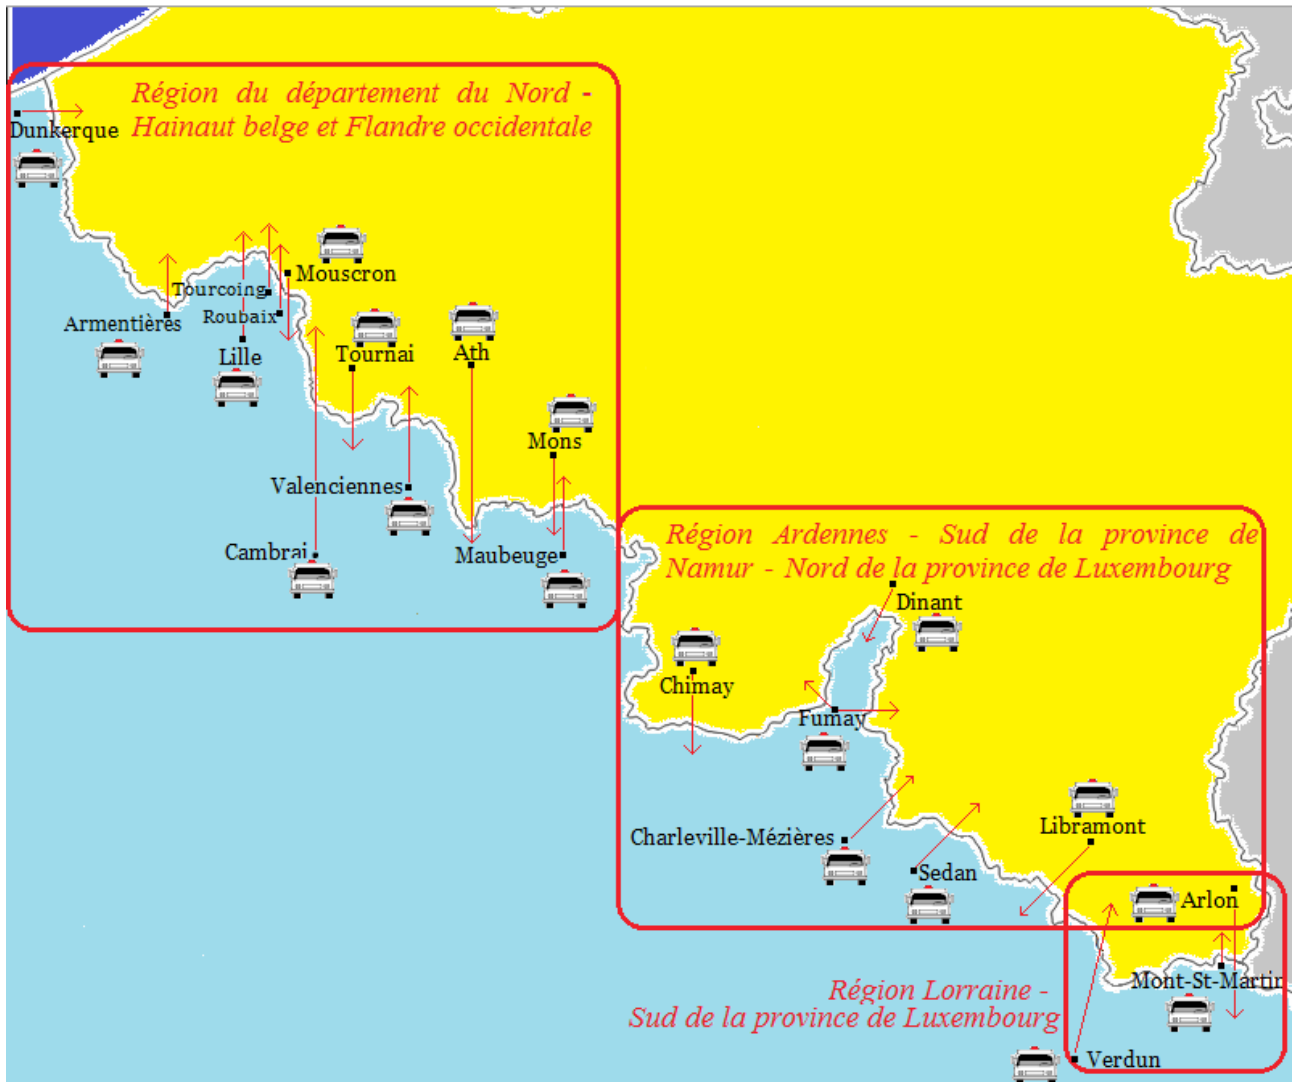 Région du département du Nord -
Hainaut belge et Flandre occidentale
Dunkerque
Mouscron
Tourcoing
Roubaix
Armentières
Lille
Tournai
Ath
Mons
Valenciennes
Cambrai
Maubeuge
Région Ardennes - Sud de la province de
Namur - Nord de la province de Luxembourg
Dinant
Chimay
Fumay
Charleville-Mézières
Libramont
Sedan
Arlon
Mont-St-Martin
Région Lorraine -
Sud de la province de Luxembourg
Verdun